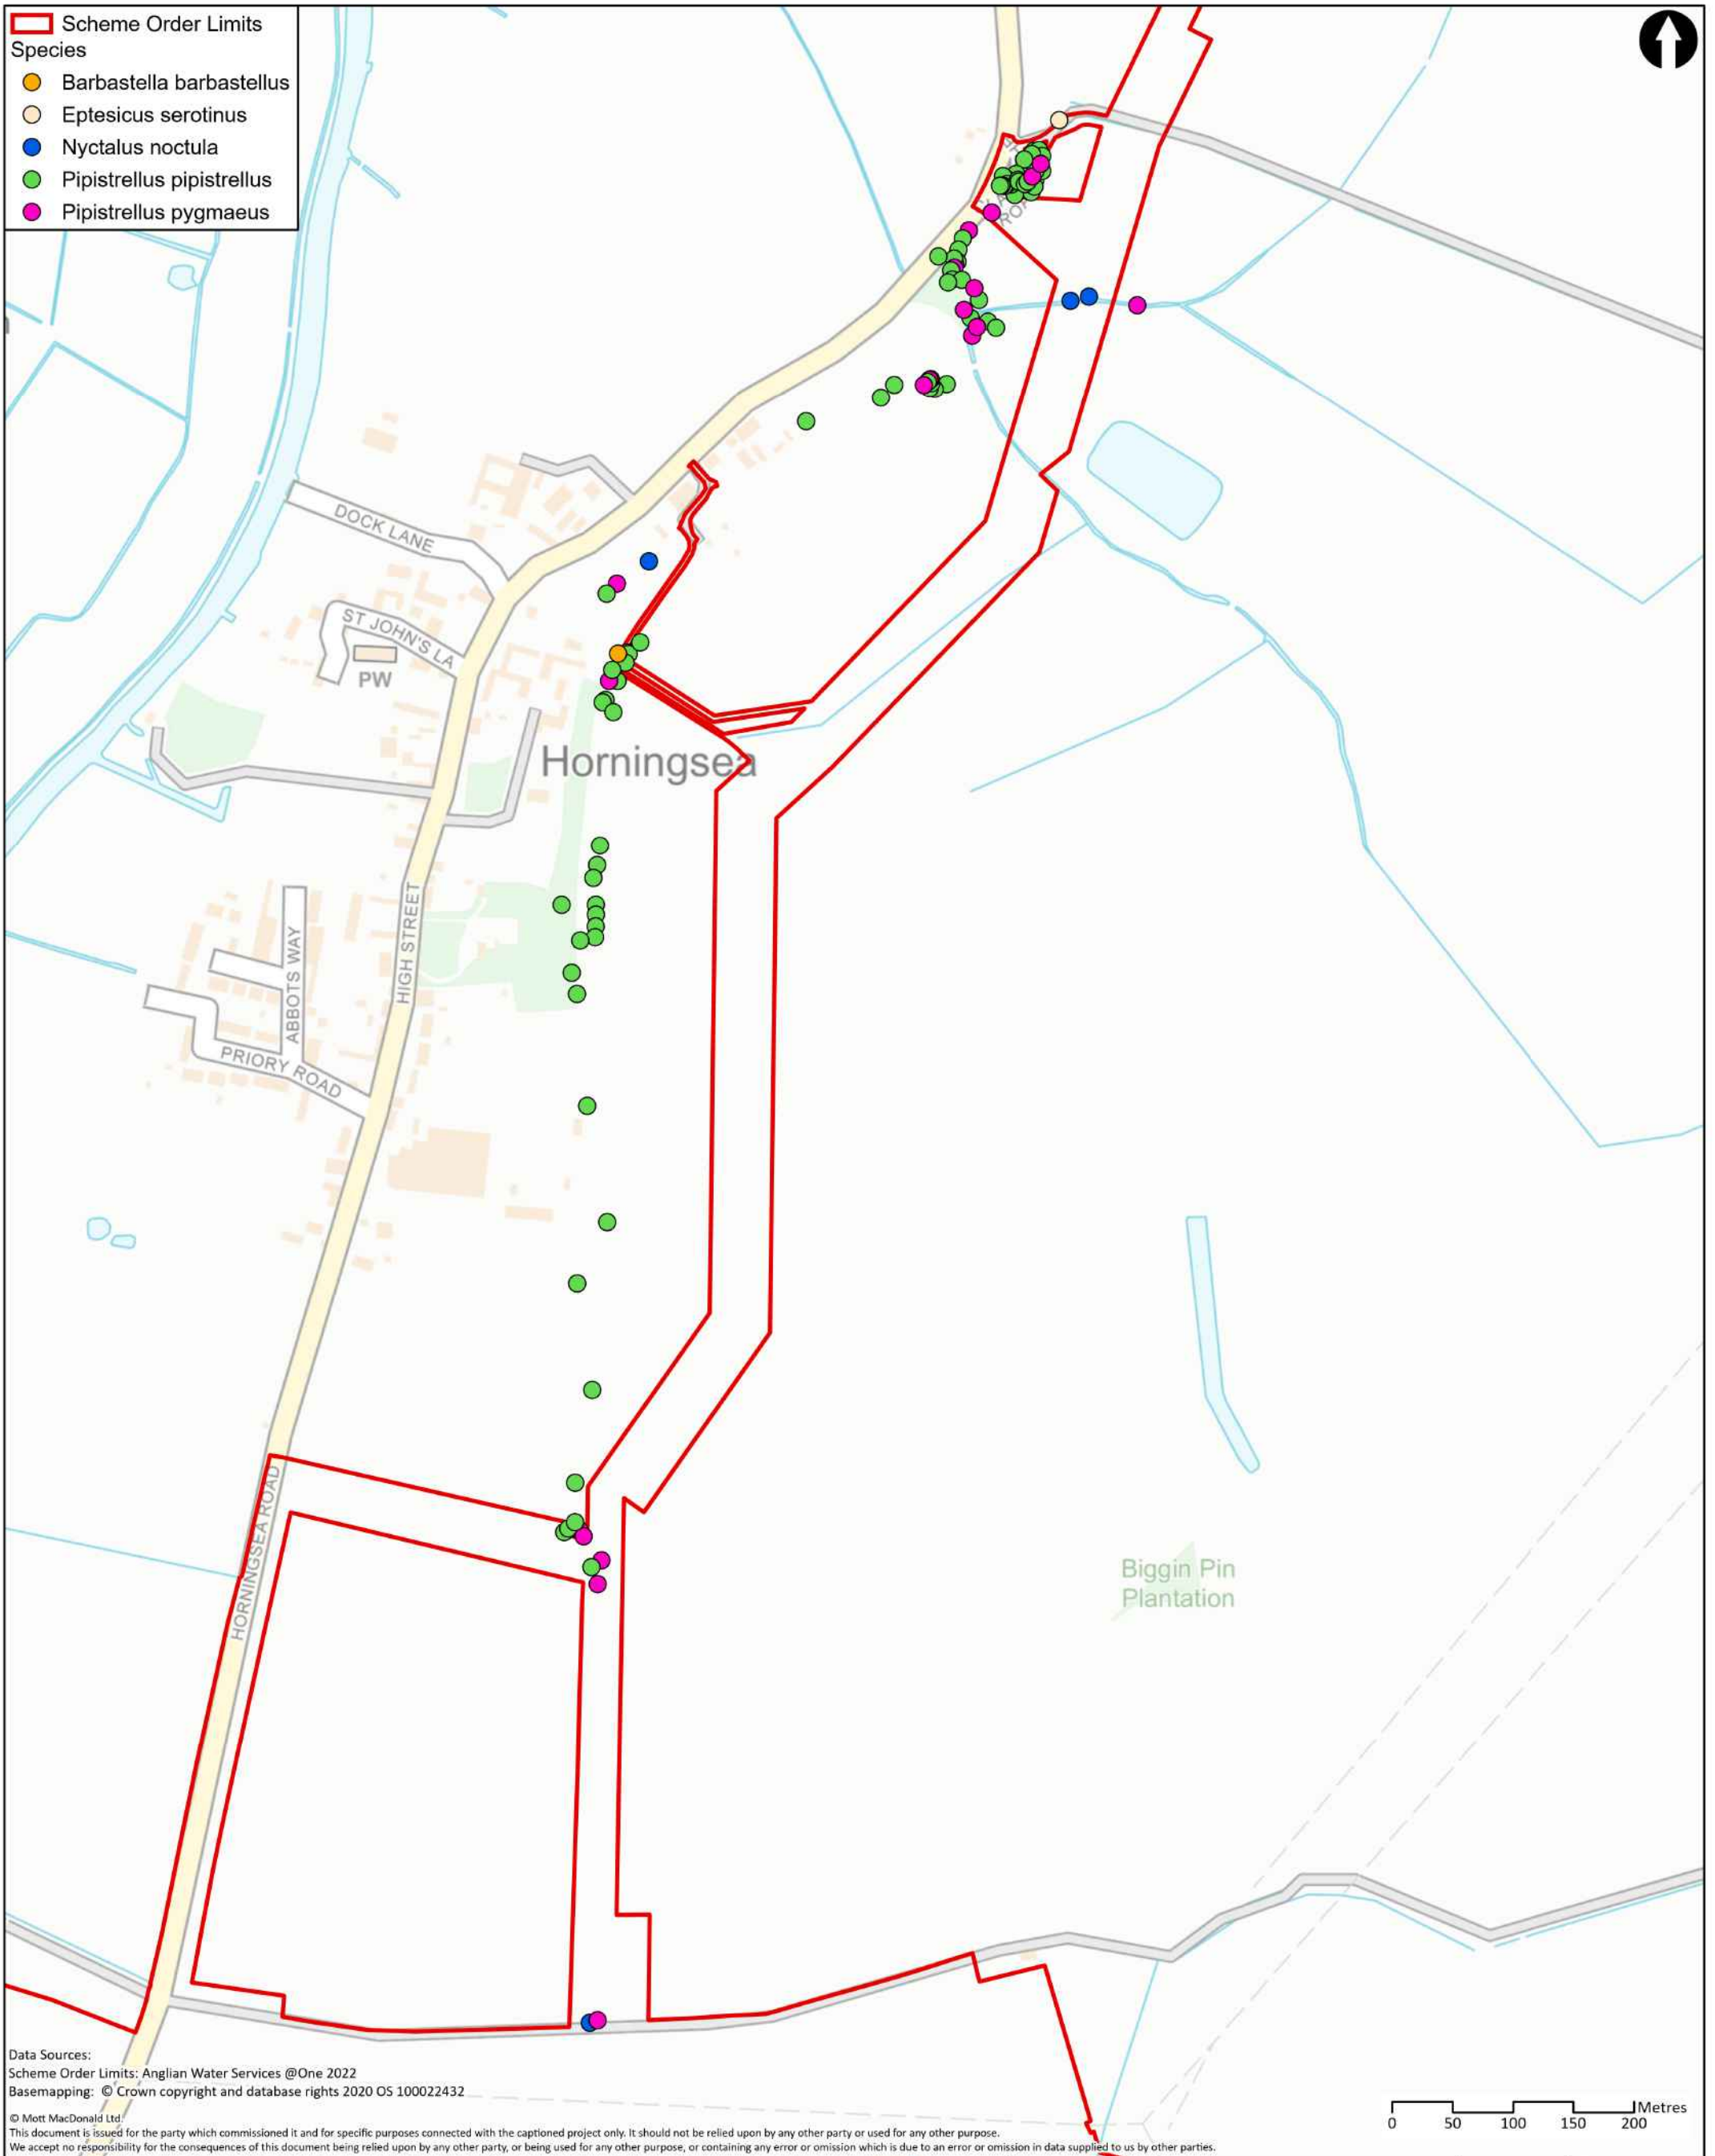 Scheme Order Limits
Species
Barbastella barbastellus
Eptesicus serotinus
Nyctalus noctula
Pipistrellus pipistrellus
Pipistrellus pygmaeus
DOCK LANE
ST JOHN'S LA
PW
Horningsea
HIGH STREET
ABBOTS WAY
PRIORY ROAD
HORNINGSEA ROAD
Biggin Pin
Plantation
Data Sources:
Scheme Order Limits: Anglian Water Services @One 2022
Basemapping: © Crown copyright and database rights 2020 OS 100022432
© Mott MacDonald Ltd.
This document is issued for the party which commissioned it and for specific purposes connected with the captioned project only. It should not be relied upon by any other party or used for any other purpose.
We accept no responsibility for the consequences of this document being relied upon by any other party, or being used for any other purpose, or containing any error or omission which is due to an error or omission in data supplied to us by other parties.
Metres
0 50 100 150 200